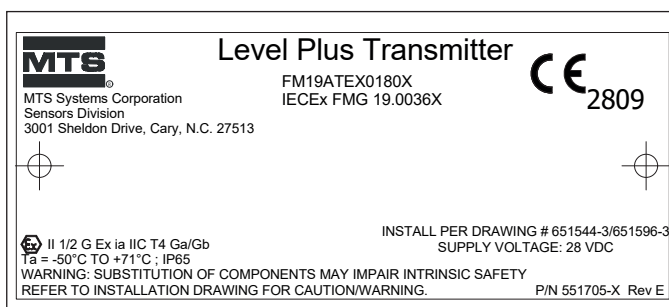 MTS
Level Plus Transmitter
FM19ATEX0180X
IECEx FMG 19.0036X
CE
2809
MTS Systems Corporation
Sensors Division
3001 Sheldon Drive, Cary, N.C. 27513
INSTALL PER DRAWING # 651544-3/651596-3
SUPPLY VOLTAGE: 28 VDC
Ex II 1/2 G Ex ia IIC T4 Ga/Gb
Ta = -50°C TO +71°C ; IP65
WARNING: SUBSTITUTION OF COMPONENTS MAY IMPAIR INTRINSIC SAFETY
REFER TO INSTALLATION DRAWING FOR CAUTION/WARNING.
P/N 551705-X Rev E